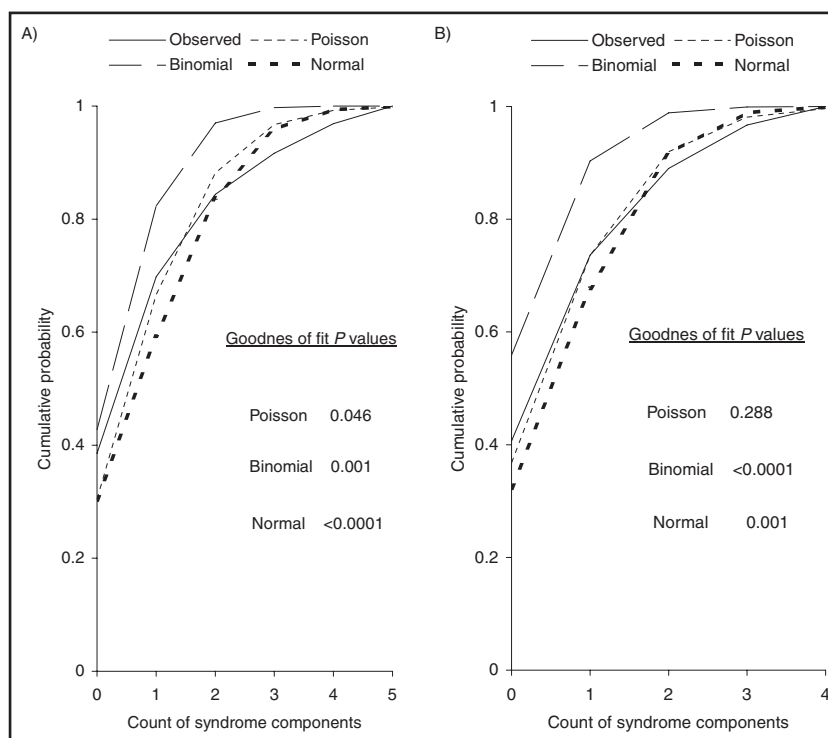 A)
Observed Poisson
Binomial Normal
1
0.8
0.6
0.4
0.2
0
Cumulative probability
Goodnes of fit P values
Poisson 0.046
Binomial 0.001
Normal <0.0001
0 1 2 3 4 5
Count of syndrome components
B)
Observed Poisson
Binomial Normal
1
0.8
0.6
0.4
0.2
0
Cumulative probability
Goodnes of fit P values
Poisson 0.288
Binomial <0.0001
Normal 0.001
0 1 2 3 4
Count of syndrome components